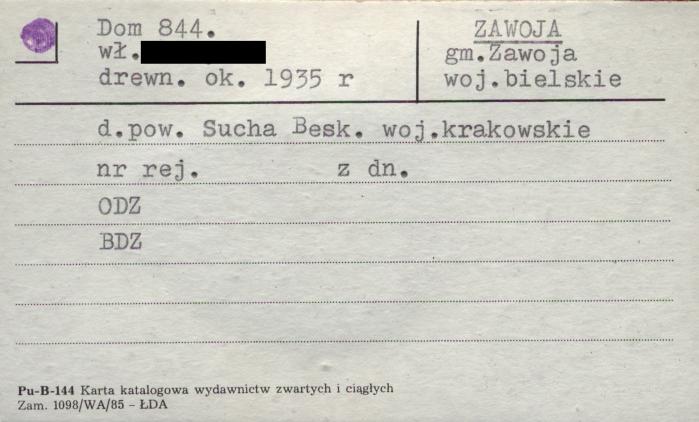 Dom 844.
wł.
drewn. ok. 1935 r
ZAWOJA
gm.Zawoja
woj.bielskie
d.pow. Sucha Besk. woj.krakowskie
nr rej. z dn.
ODZ
BDZ
Pu-B-144 Karta katalogowa wydawnictw zwartych i ciągłych
Zam. 1098/WA/85 – ŁDA